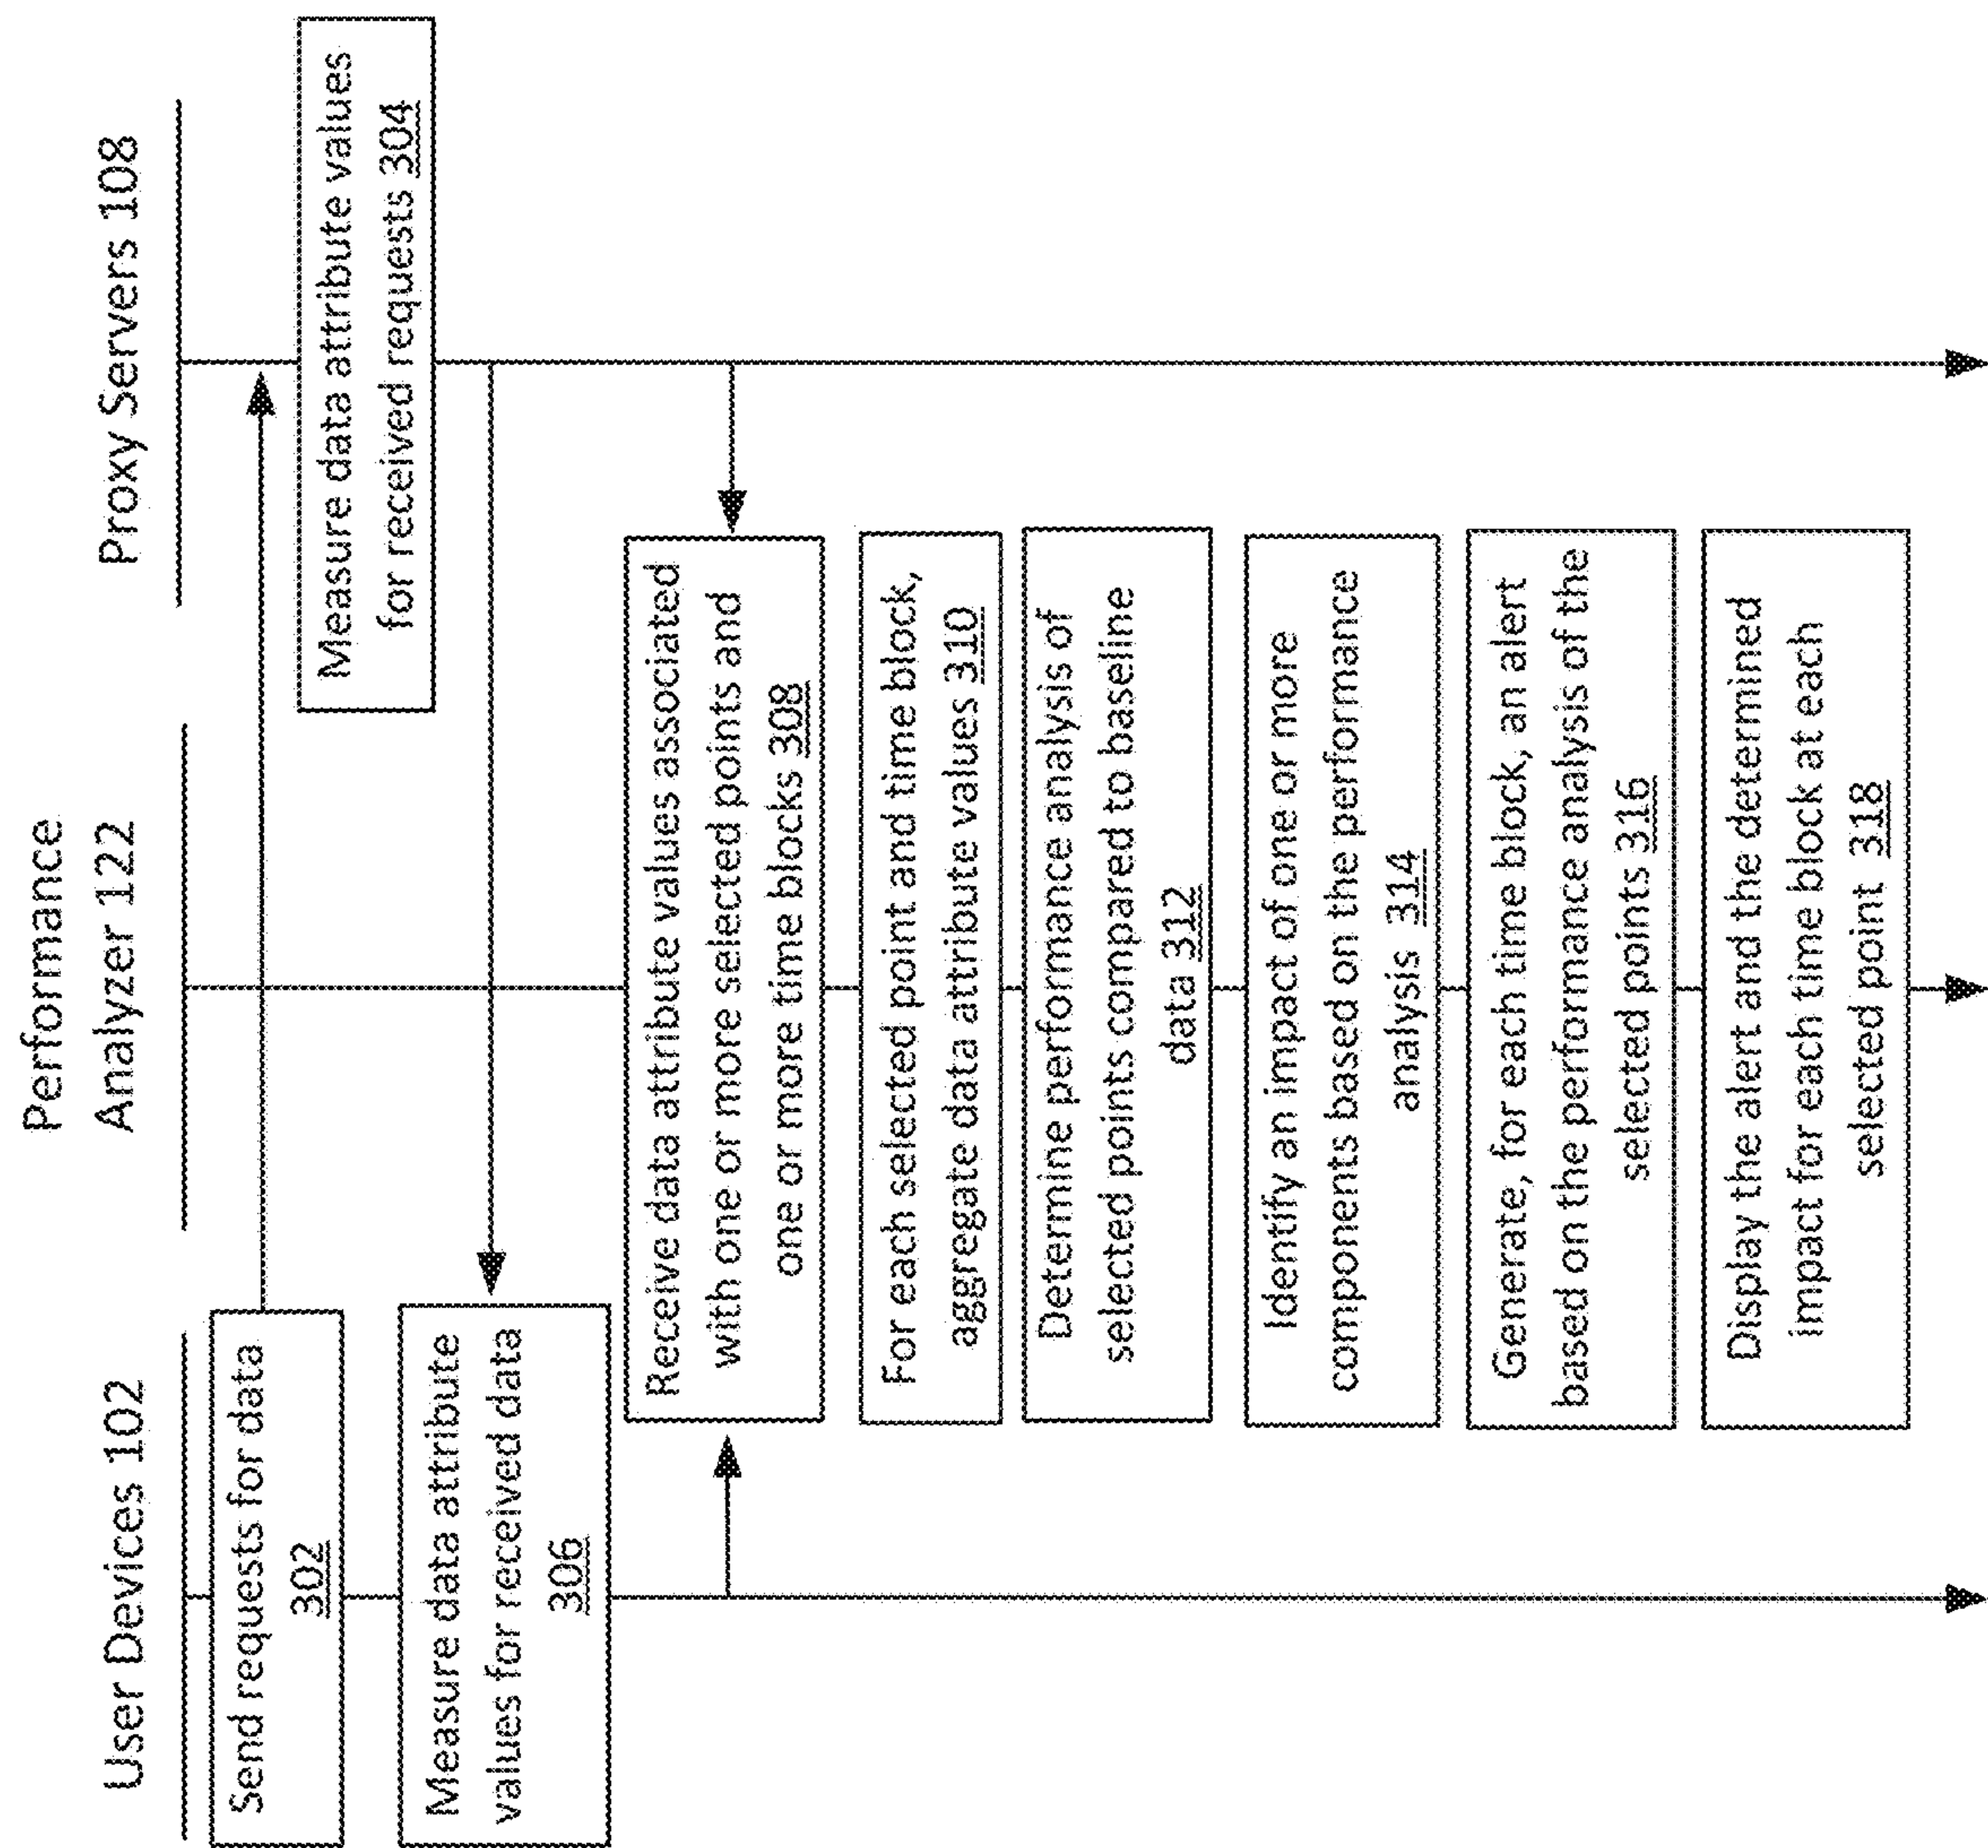 User Devices 102
Performance
Analyzer 122
Proxy Servers 108
Send requests for data
302
Measure data attribute values
for received requests 304
Measure data attribute
values for received data
306
Receive data attribute values associated
with one or more selected points and
one or more time blocks 308
For each selected point and time block,
aggregate data attribute values 310
Determine performance analysis of
selected points compared to baseline
data 312
Identify an impact of one or more
components based on the performance
analysis 314
Generate, for each time block, an alert
based on the performance analysis of the
selected points 316
Display the alert and the determined
impact for each time block at each
selected point 318